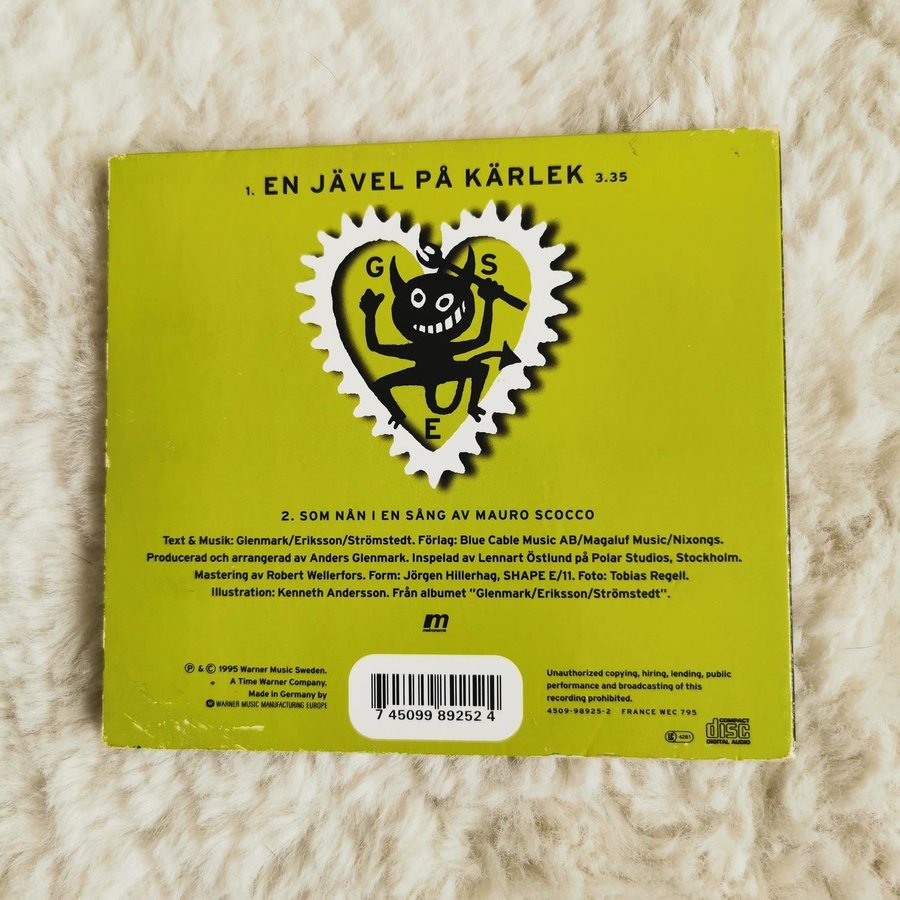 1. EN JÄVEL PÅ KÄRLEK 3.35
G S
E
2. SOM NÅN I EN SÅNG AV MAURO SCOCCO
Text & Musik: Glenmark/Eriksson/Strömstedt. Förlag: Blue Cable Music AB/Magaluf Music/Nixongs.
Producerad och arrangerad av Anders Glenmark. Inspelad av Lennart Östlund på Polar Studios, Stockholm.
Mastering av Robert Wellerfors. Form: Jörgen Hillerhag, SHAPE E/11. Foto: Tobias Regell.
Illustration: Kenneth Andersson. Från albumet "Glenmark/Eriksson/Strömstedt".
m
metronome
℗ & © 1995 Warner Music Sweden.
A Time Warner Company.
Made in Germany by
WARNER MUSIC MANUFACTURING EUROPE
7 45099 89252 4
Unauthorized copying, hiring, lending, public
performance and broadcasting of this
recording prohibited.
4509-98925-2 FRANCE WEC 795
LC 4281
COMPACT
disc
DIGITAL AUDIO